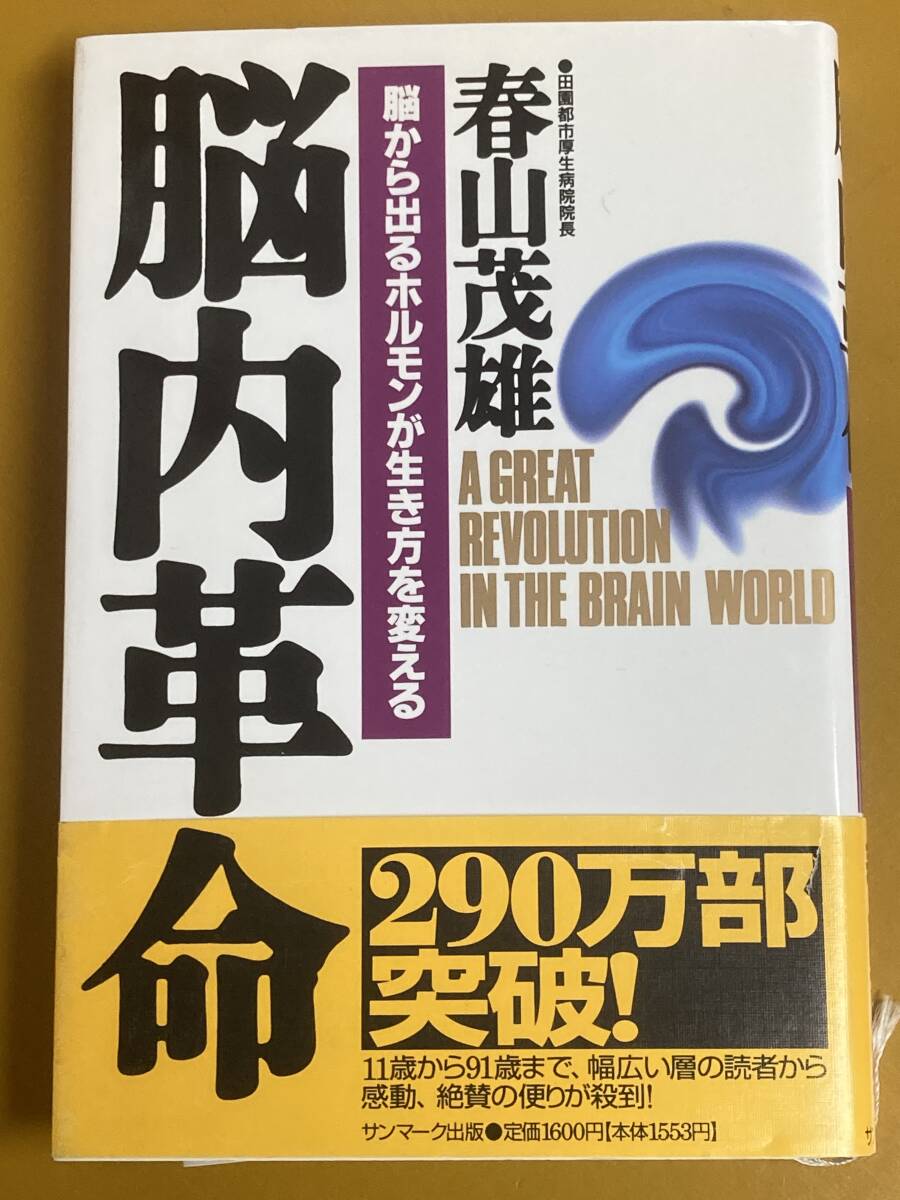 ●田園都市厚生病院院長
春山茂雄
脳から出るホルモンが生き方を変える
脳内革命
A GREAT
REVOLUTION
IN THE BRAIN WORLD
290万部
突破!
11歳から91歳まで、幅広い層の読者から
感動、絶賛の便りが殺到!
サンマーク出版●定価1600円【本体1553円】